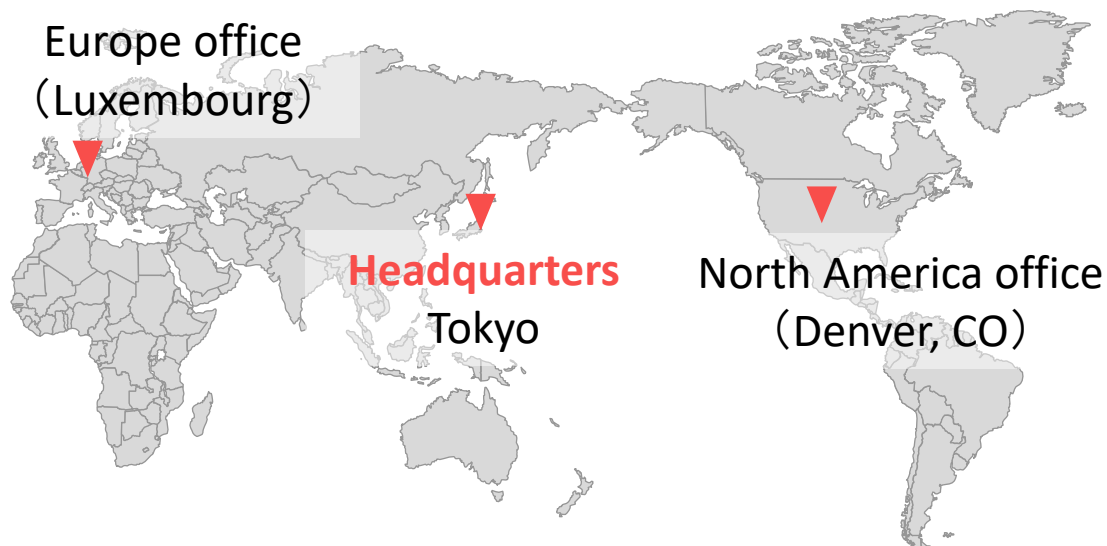 Europe office
（Luxembourg）
Headquarters
Tokyo
North America office
（Denver, CO）